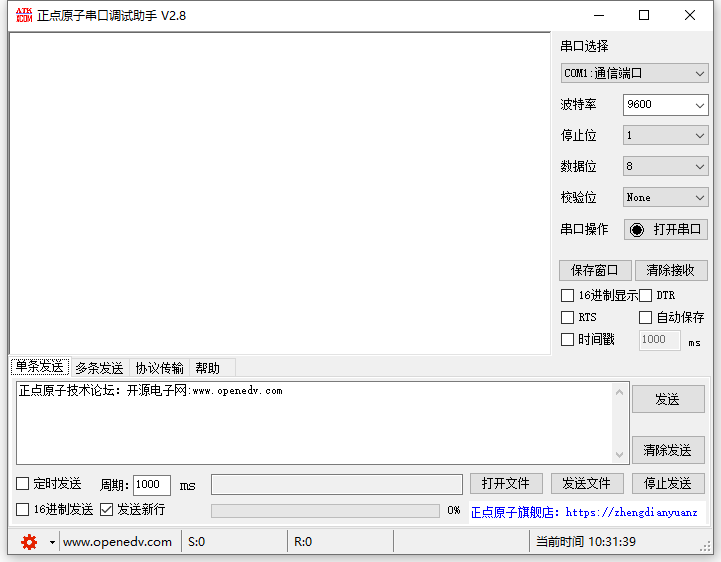 ATK
XCOM
正点原子串口调试助手 V2.8
串口选择
COM1:通信端口
波特率 9600
停止位 1
数据位 8
校验位 None
串口操作 打开串口
保存窗口 清除接收
16进制显示 DTR
RTS 自动保存
时间戳 1000 ms
单条发送 多条发送 协议传输 帮助
正点原子技术论坛：开源电子网:www.openedv.com
发送
清除发送
定时发送 周期: 1000 ms 打开文件 发送文件 停止发送
16进制发送 发送新行 0% 正点原子旗舰店：https://zhengdianyuanz
www.openedv.com S:0 R:0 当前时间 10:31:39